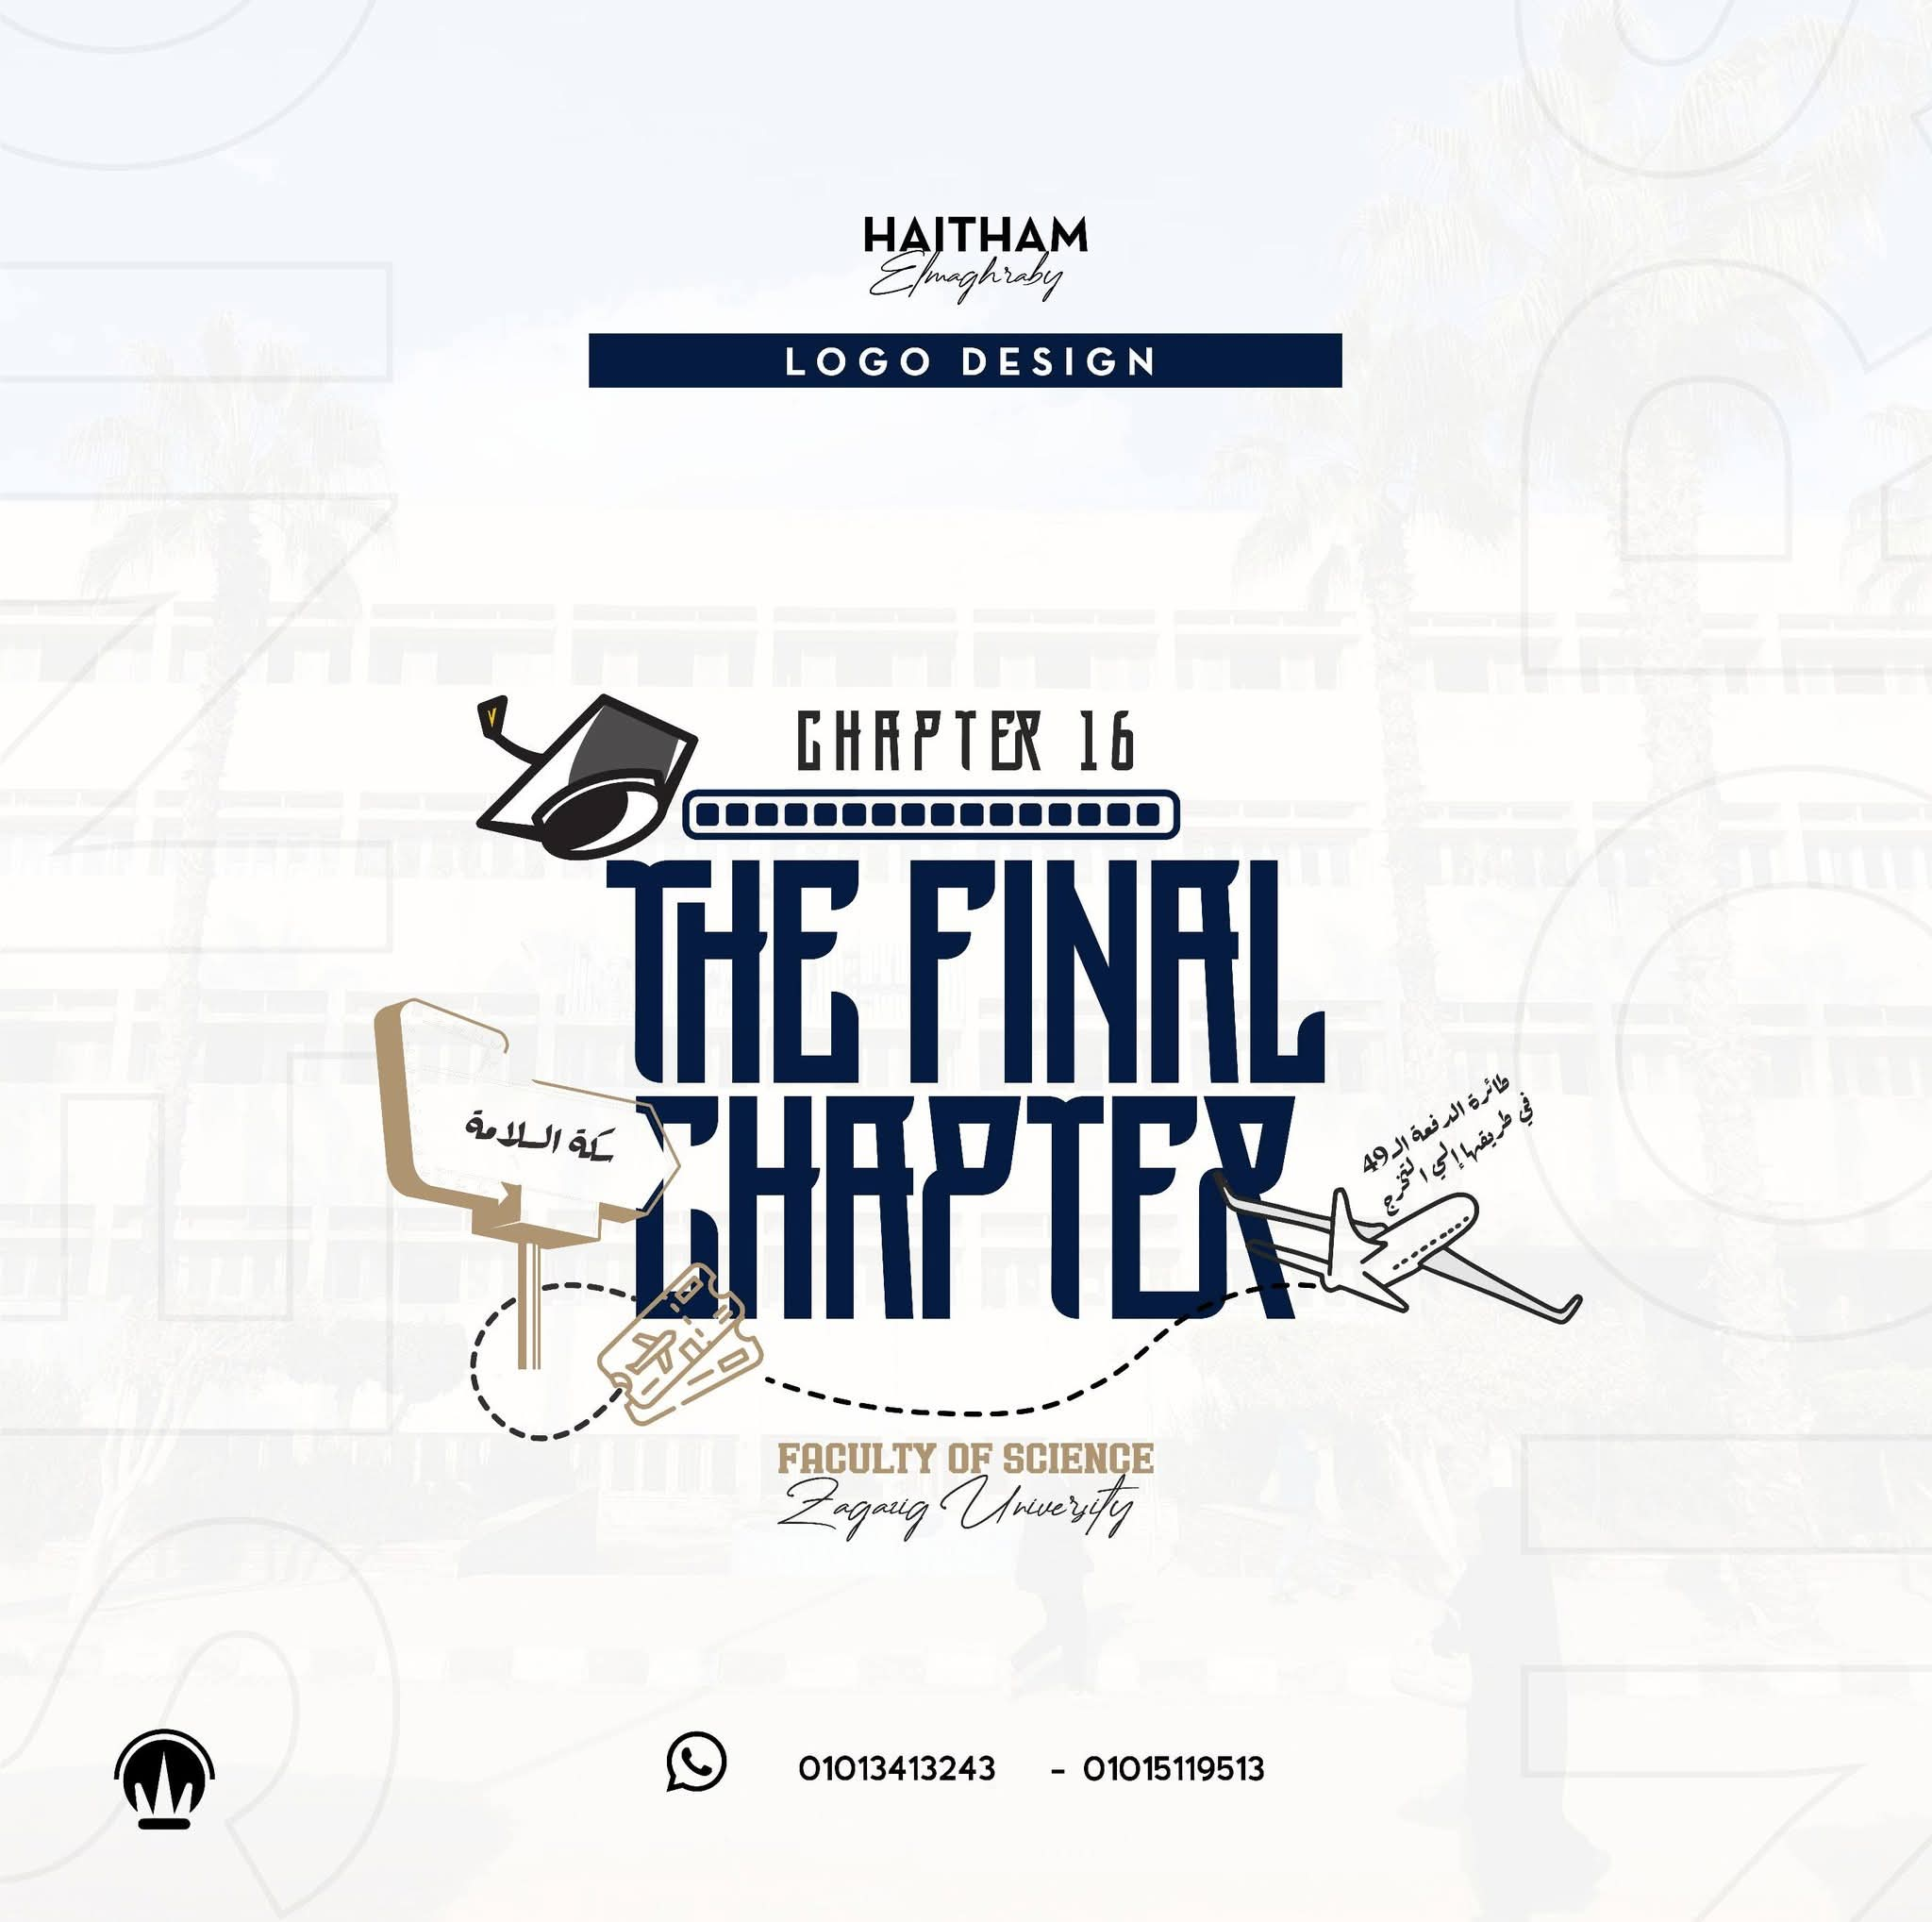 HAITHAM
Elmaghraby
LOGO DESIGN
CHAPTER 16
THE FINAL
CHAPTER
سكة السلامة
طائرة الدفعة الـ49
في طريقها إلي التخرج
FACULTY OF SCIENCE
Zagazig University
01013413243 - 01015119513